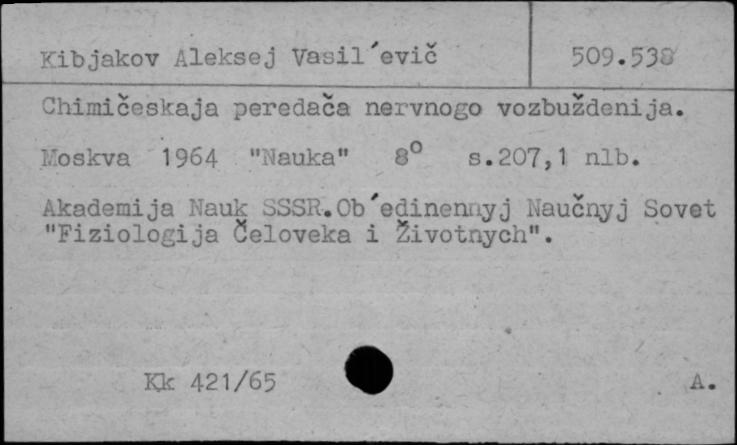 Kibjakov Aleksej Vasil´evič 509.538
Chimičeskaja peredača nervnogo vozbuždenija.
Moskva 1964 "Nauka" 8° s.207,1 nlb.
Akademija Nauk SSSR.Ob´edinennyj Naučnyj Sovet
"Fiziologija Čeloveka i Životnych".
Kk 421/65 A.